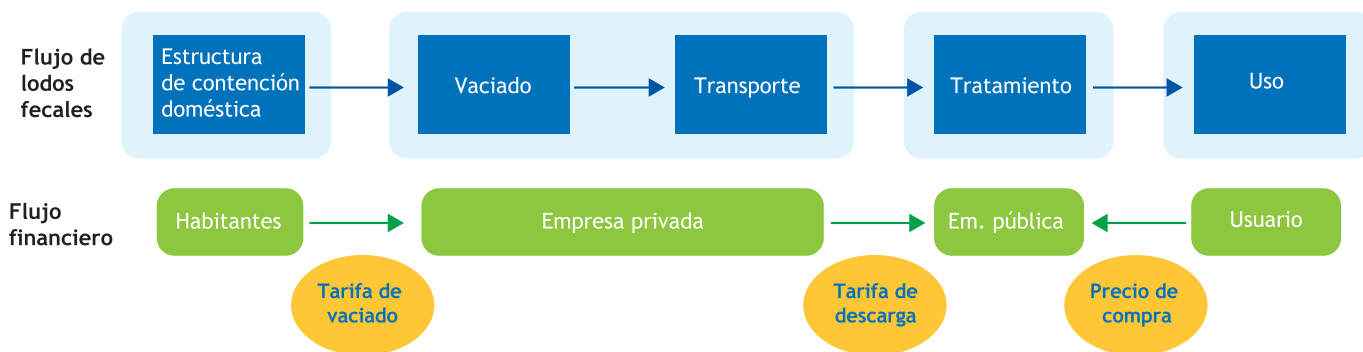 Flujo de
lodos
fecales
Estructura
de contención
doméstica
Vaciado
Transporte
Tratamiento
Uso
Flujo
financiero
Habitantes
Empresa privada
Em. pública
Usuario
Tarifa de
vaciado
Tarifa de
descarga
Precio de
compra